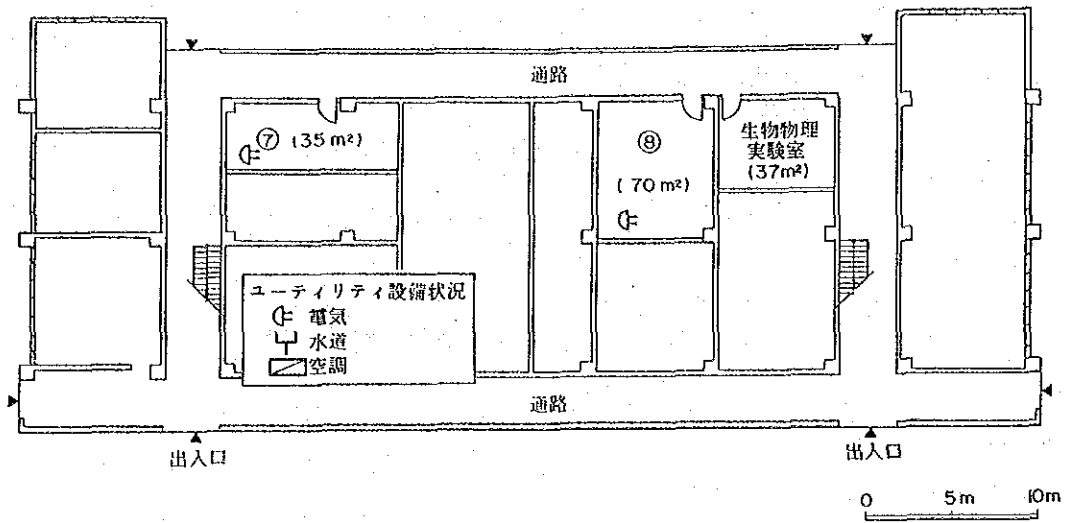 通路
⑦ (35m²)
⑧
(70m²)
生物物理
実験室
(37m²)
ユーティリティ設備状況
電気
水道
空調
通路
出入口
出入口
0 5m 10m